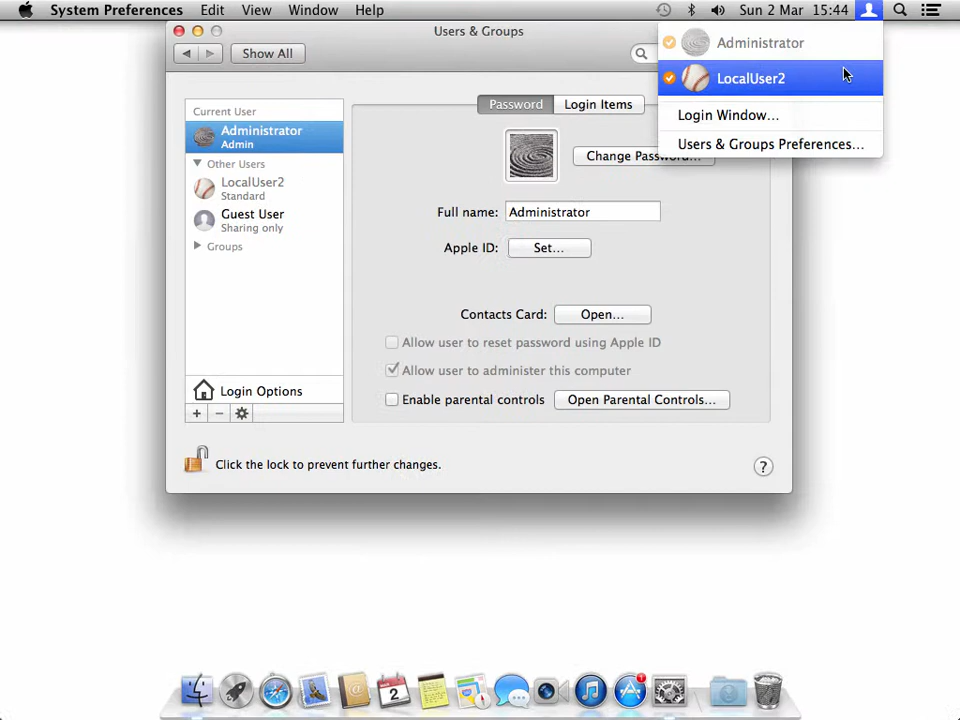 System Preferences Edit View Window Help Sun 2 Mar 15:44
Users & Groups
Show All
Administrator
LocalUser2
Login Window...
Users & Groups Preferences...
Current User
Administrator
Admin
Other Users
LocalUser2
Standard
Guest User
Sharing only
Groups
Login Options
Password Login Items
Change Password...
Full name: Administrator
Apple ID: Set...
Contacts Card: Open...
Allow user to reset password using Apple ID
Allow user to administer this computer
Enable parental controls Open Parental Controls...
Click the lock to prevent further changes.
?
2
1